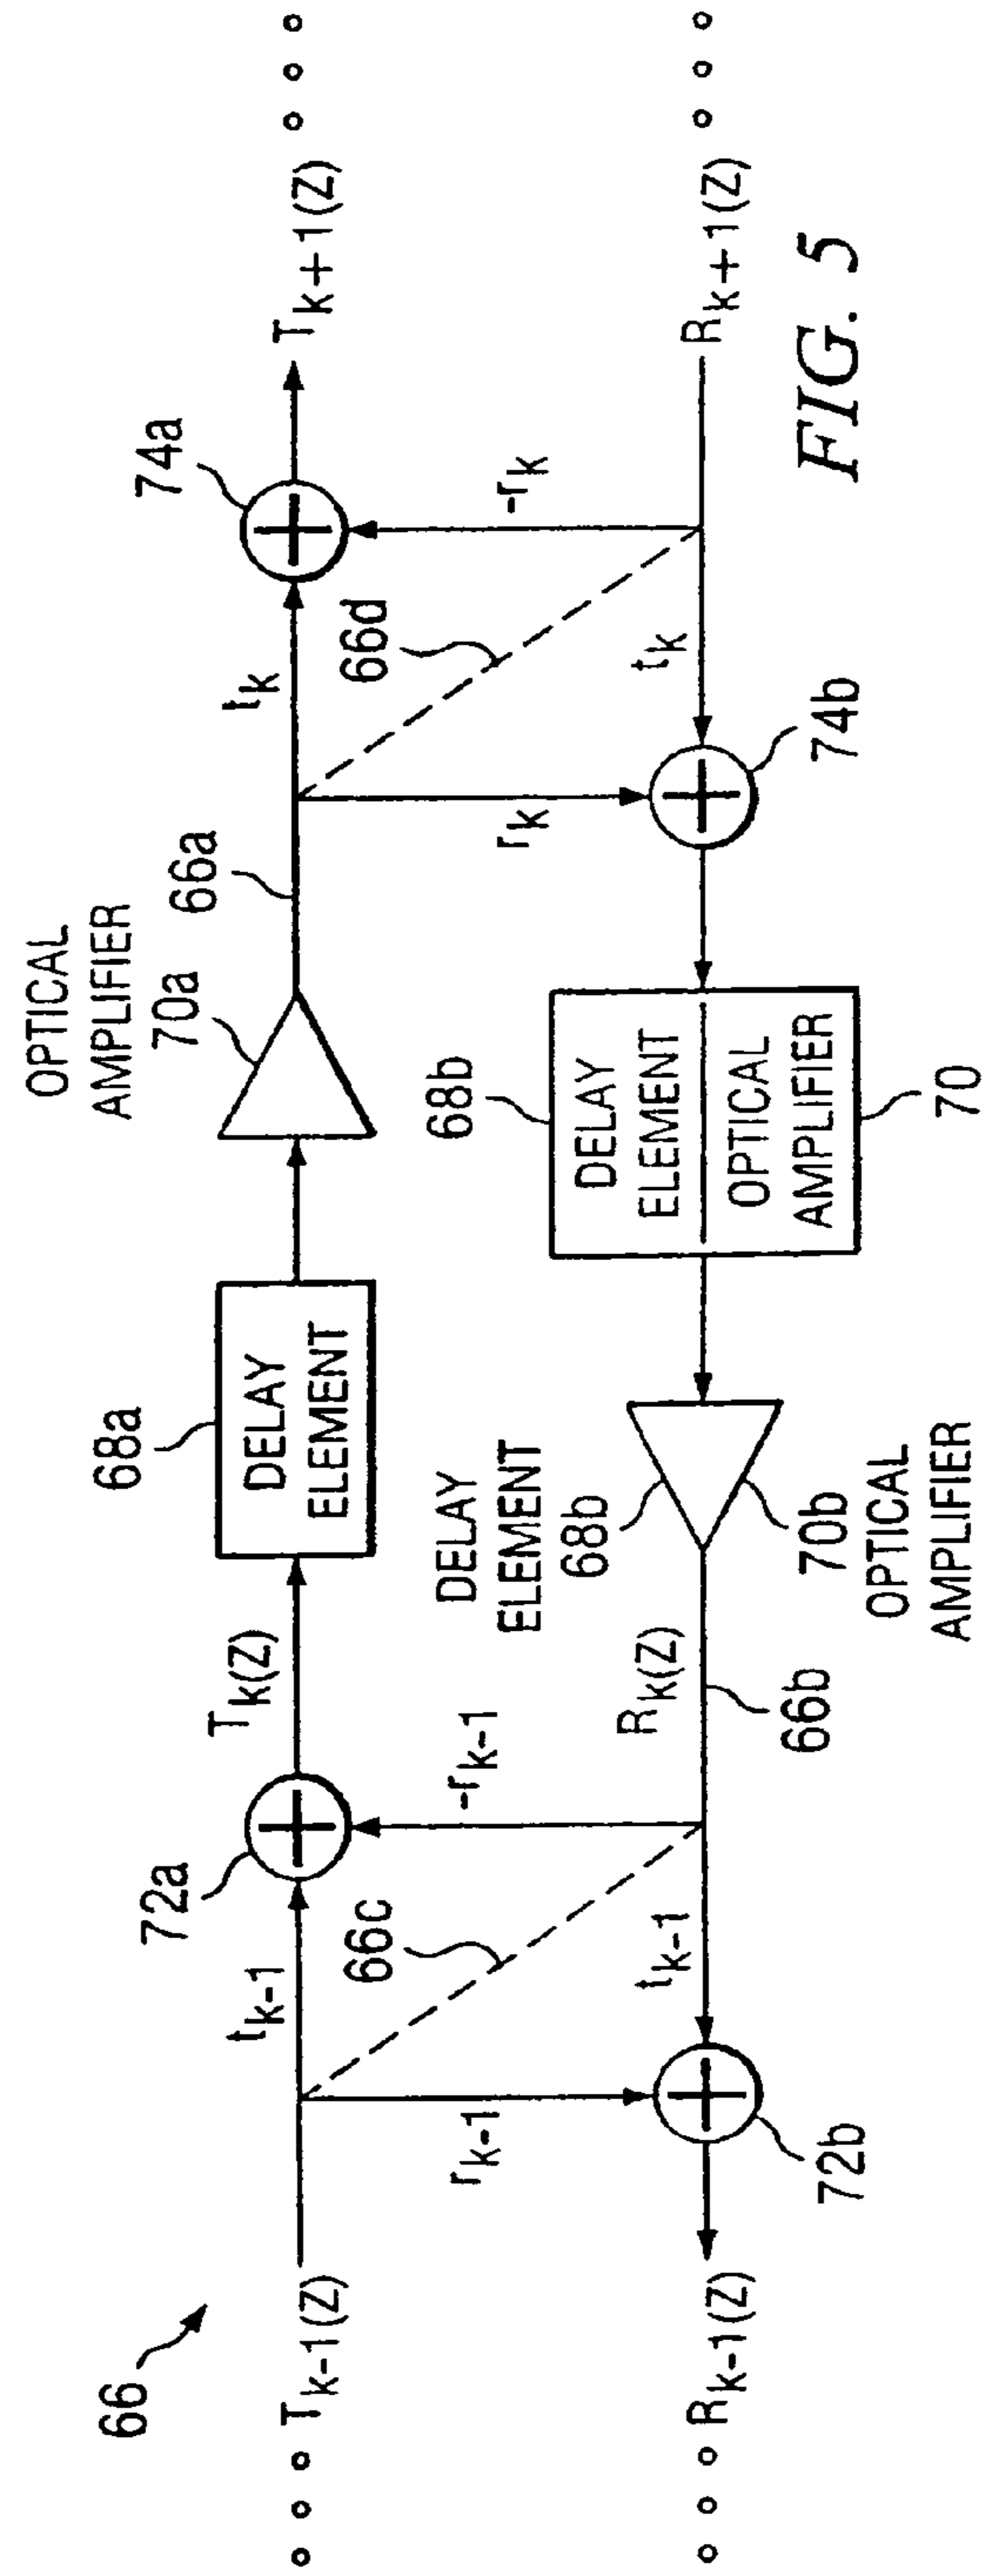 66
OPTICAL
AMPLIFIER
70a
66a
74a
68a
DELAY
ELEMENT
72a
T_{k-1}(Z)
t_{k-1}
T_{k}(Z)
t_k
T_{k+1}(Z)
66c
-r_{k-1}
r_{k-1}
66d
-r_k
r_k
DELAY
ELEMENT
68b
68b
DELAY
ELEMENT
OPTICAL
AMPLIFIER
70
R_{k-1}(Z)
t_{k-1}
R_{k}(Z)
t_k
R_{k+1}(Z)
72b
66b
70b
OPTICAL
AMPLIFIER
74b
FIG. 5